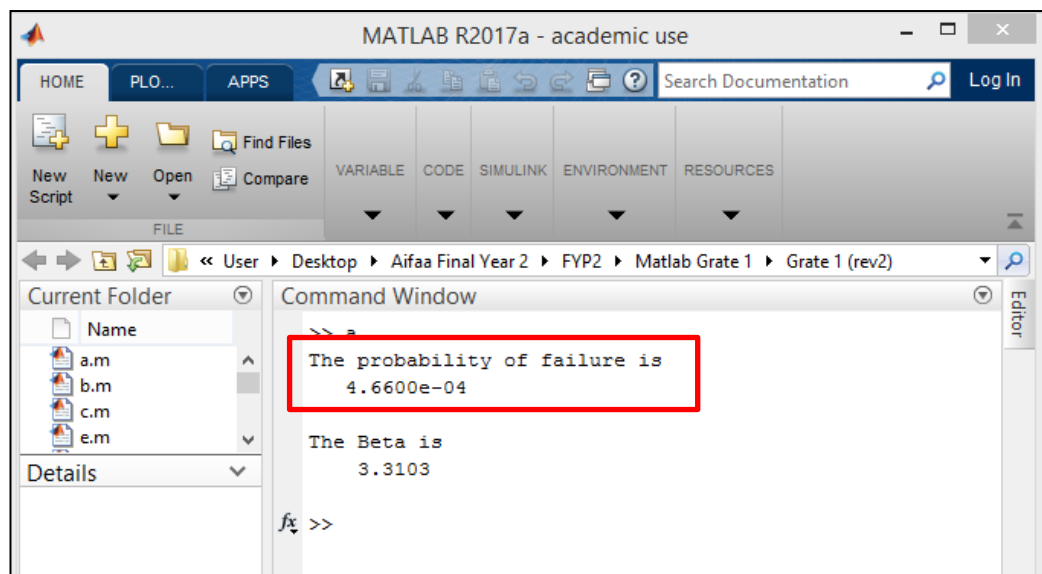 MATLAB R2017a - academic use
HOME PLO... APPS Search Documentation Log In
New Script
New
Open
Find Files
Compare
FILE
VARIABLE CODE SIMULINK ENVIRONMENT RESOURCES
« User Desktop Aifaa Final Year 2 FYP2 Matlab Grate 1 Grate 1 (rev2)
Current Folder
Name
a.m
b.m
c.m
e.m
Details
Command Window
>> a
The probability of failure is
4.6600e-04
The Beta is
3.3103
fx >>
Editor